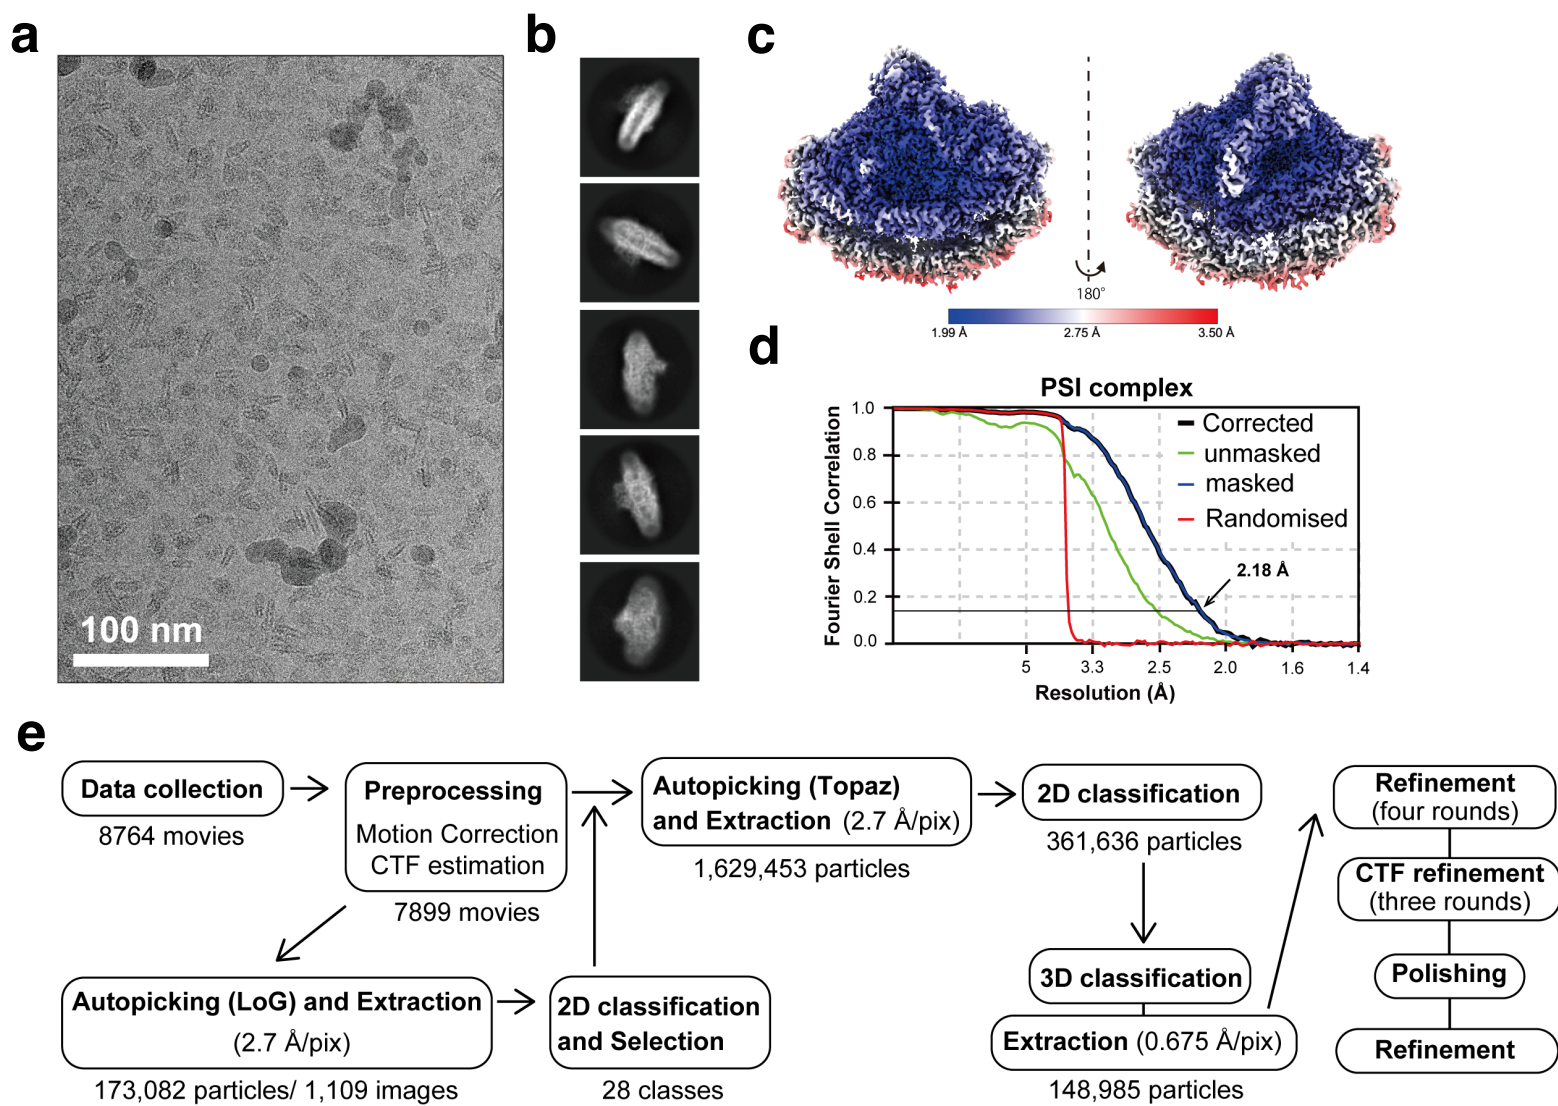 a
b
c
100 nm
180°
1.99 Å
2.75 Å
3.50 Å
d
PSI complex
Fourier Shell Correlation
1.0
0.8
0.6
0.4
0.2
0.0
Corrected
unmasked
masked
Randomised
2.18 Å
5
3.3
2.5
2.0
1.6
1.4
Resolution (Å)
e
Data collection
8764 movies
Preprocessing
Motion Correction
CTF estimation
7899 movies
Autopicking (LoG) and Extraction
(2.7 Å/pix)
173,082 particles/ 1,109 images
2D classification
and Selection
28 classes
Autopicking (Topaz)
and Extraction (2.7 Å/pix)
1,629,453 particles
2D classification
361,636 particles
3D classification
Extraction (0.675 Å/pix)
148,985 particles
Refinement
(four rounds)
CTF refinement
(three rounds)
Polishing
Refinement